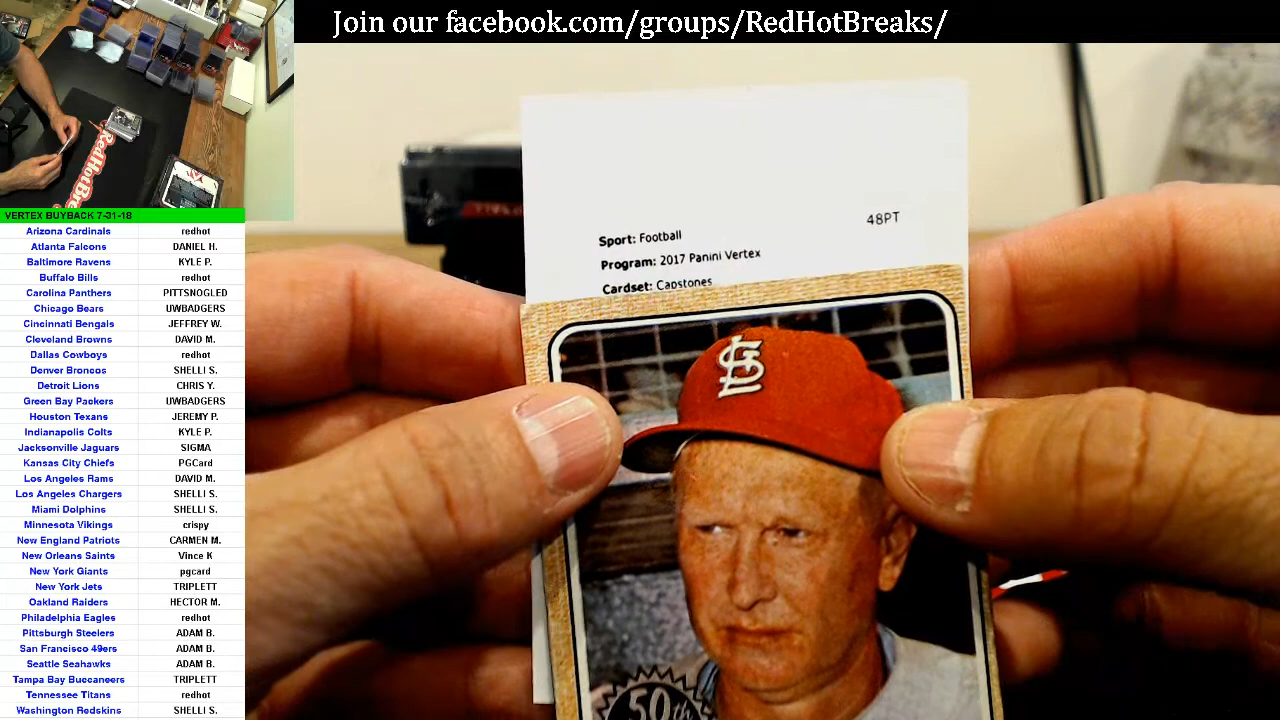 Join our facebook.com/groups/RedHotBreaks/
RedHotBre
VERTEX BUYBACK 7-31-18
Arizona Cardinals redhot
Atlanta Falcons DANIEL H.
Baltimore Ravens KYLE P.
Buffalo Bills redhot
Carolina Panthers PITTSNOGLED
Chicago Bears UWBADGERS
Cincinnati Bengals JEFFREY W.
Cleveland Browns DAVID M.
Dallas Cowboys redhot
Denver Broncos SHELLI S.
Detroit Lions CHRIS Y.
Green Bay Packers UWBADGERS
Houston Texans JEREMY P.
Indianapolis Colts KYLE P.
Jacksonville Jaguars SIGMA
Kansas City Chiefs PGCard
Los Angeles Rams DAVID M.
Los Angeles Chargers SHELLI S.
Miami Dolphins SHELLI S.
Minnesota Vikings crispy
New England Patriots CARMEN M.
New Orleans Saints Vince K
New York Giants pgcard
New York Jets TRIPLETT
Oakland Raiders HECTOR M.
Philadelphia Eagles redhot
Pittsburgh Steelers ADAM B.
San Francisco 49ers ADAM B.
Seattle Seahawks ADAM B.
Tampa Bay Buccaneers TRIPLETT
Tennessee Titans redhot
Washington Redskins SHELLI S.
48PT
Sport: Football
Program: 2017 Panini Vertex
Cardset: Capstones
STL
50th